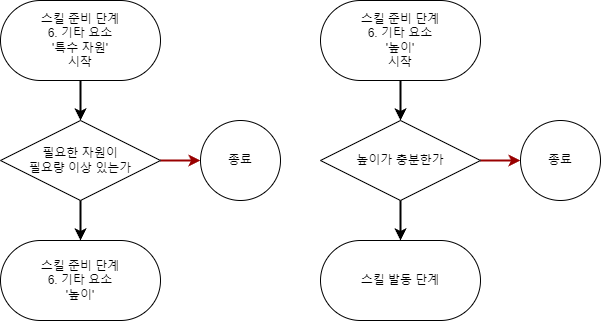 스킬 준비 단계
6. 기타 요소
'특수 자원'
시작
필요한 자원이
필요량 이상 있는가
종료
스킬 준비 단계
6. 기타 요소
'높이'
스킬 준비 단계
6. 기타 요소
'높이'
시작
높이가 충분한가
종료
스킬 발동 단계